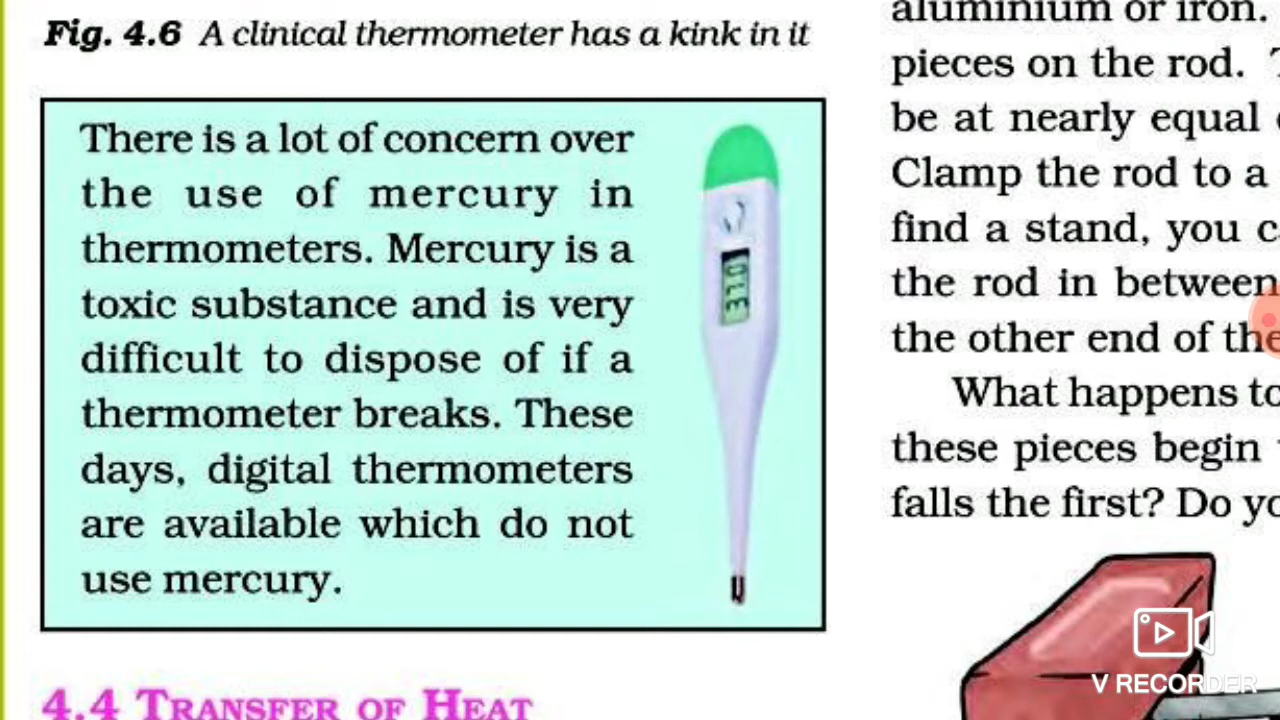 Fig. 4.6 A clinical thermometer has a kink in it
There is a lot of concern over
the use of mercury in
thermometers. Mercury is a
toxic substance and is very
difficult to dispose of if a
thermometer breaks. These
days, digital thermometers
are available which do not
use mercury.
4.4 TRANSFER OF HEAT
aluminium or iron.
pieces on the rod.
be at nearly equal
Clamp the rod to a
find a stand, you
the rod in between
the other end of the
What happens to
these pieces begin
falls the first? Do
V RECORDER